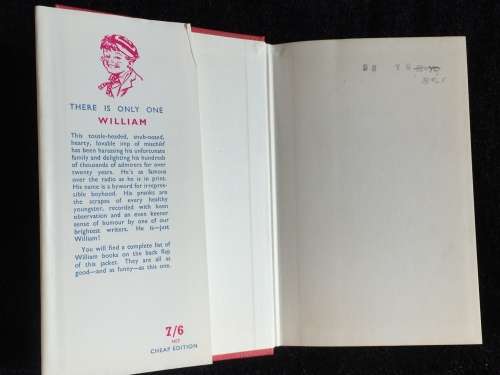 THERE IS ONLY ONE
WILLIAM
This tousle-headed, snub-nosed,
hearty, lovable imp of mischief
has been harassing his unfortunate
family and delighting his hundreds
of thousands of admirers for over
twenty years. He's as famous
over the radio as he is in print.
His name is a byword for irrepres-
sible boyhood. His pranks are
the scrapes of every healthy
youngster, recorded with keen
observation and an even keener
sense of humour by one of our
brightest writers. He is—just
William!
You will find a complete list of
William books on the back flap
of this jacket. They are all as
good—and as funny—as this one.
7/6
NET
CHEAP EDITION